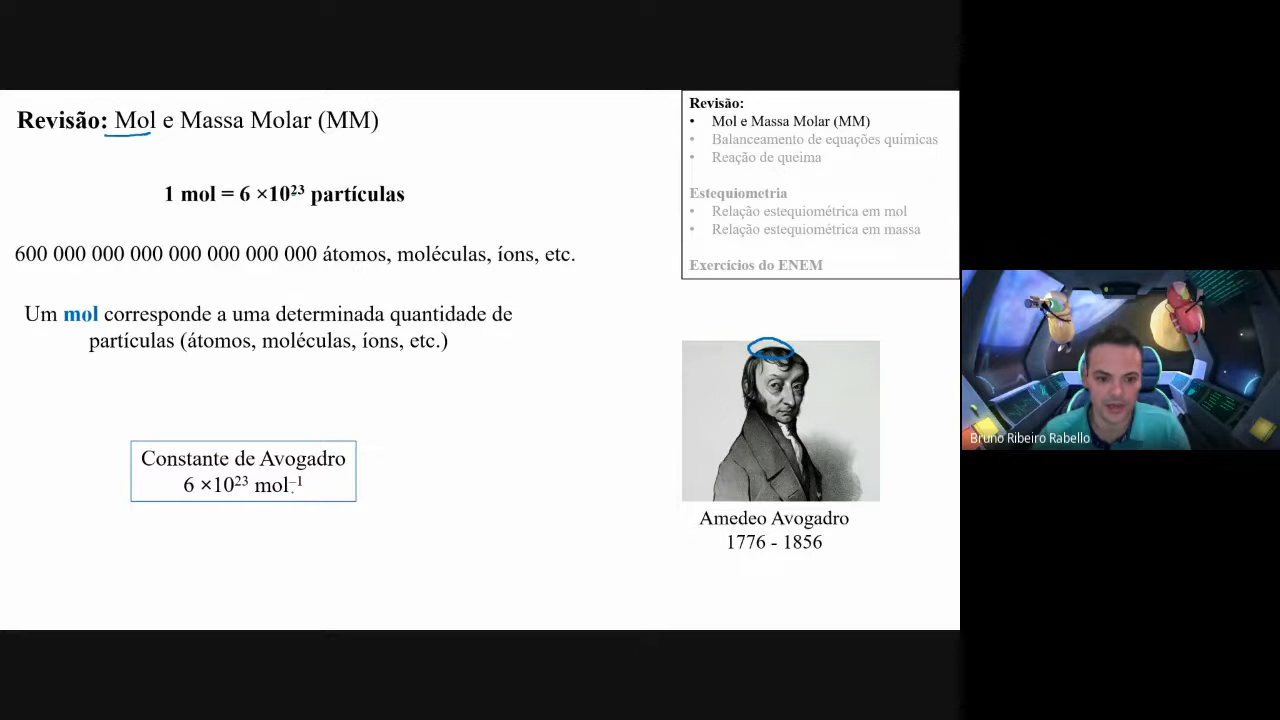 Revisão: Mol e Massa Molar (MM)
1 mol = 6 ×10²³ partículas
600 000 000 000 000 000 000 000 átomos, moléculas, íons, etc.
Um mol corresponde a uma determinada quantidade de
partículas (átomos, moléculas, íons, etc.)
Constante de Avogadro
6 ×10²³ mol⁻¹
Revisão:
• Mol e Massa Molar (MM)
• Balanceamento de equações químicas
• Reação de queima
Estequiometria
• Relação estequiométrica em mol
• Relação estequiométrica em massa
Exercícios do ENEM
Amedeo Avogadro
1776 - 1856
Bruno Ribeiro Rabello